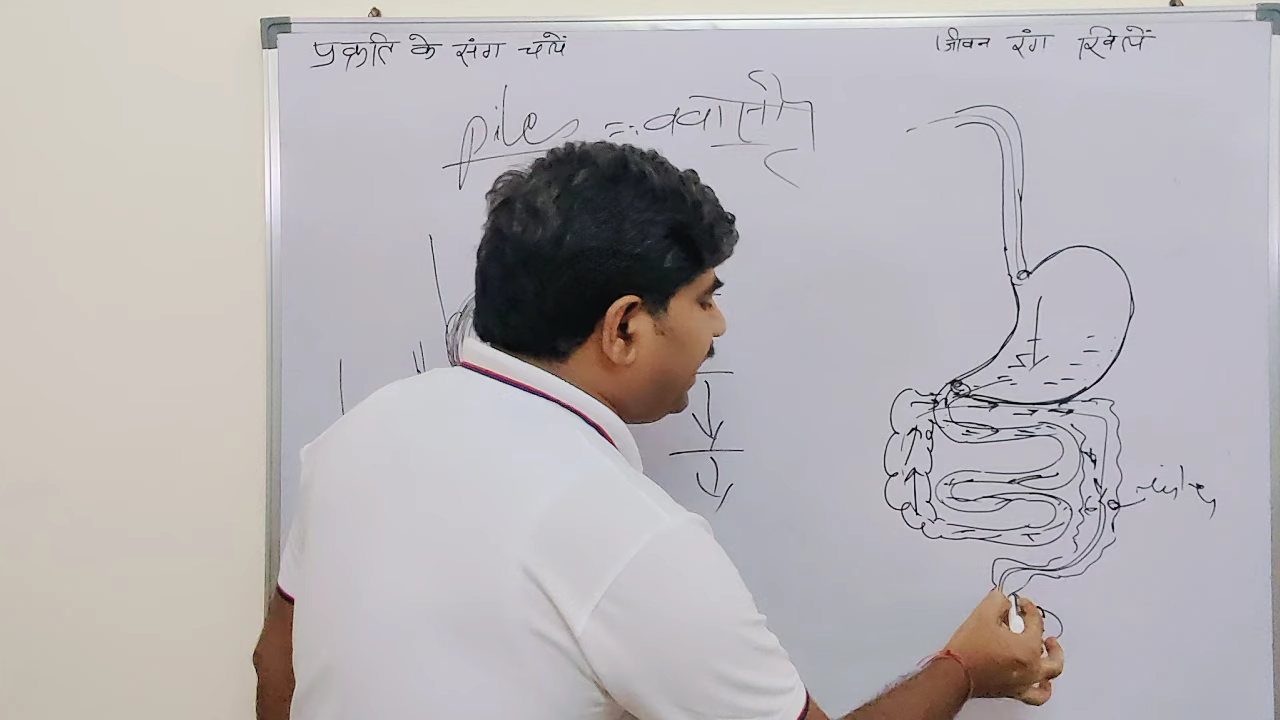 प्रकृति के संग चलें
जीवन रंग खिलें
piles = बवासीर